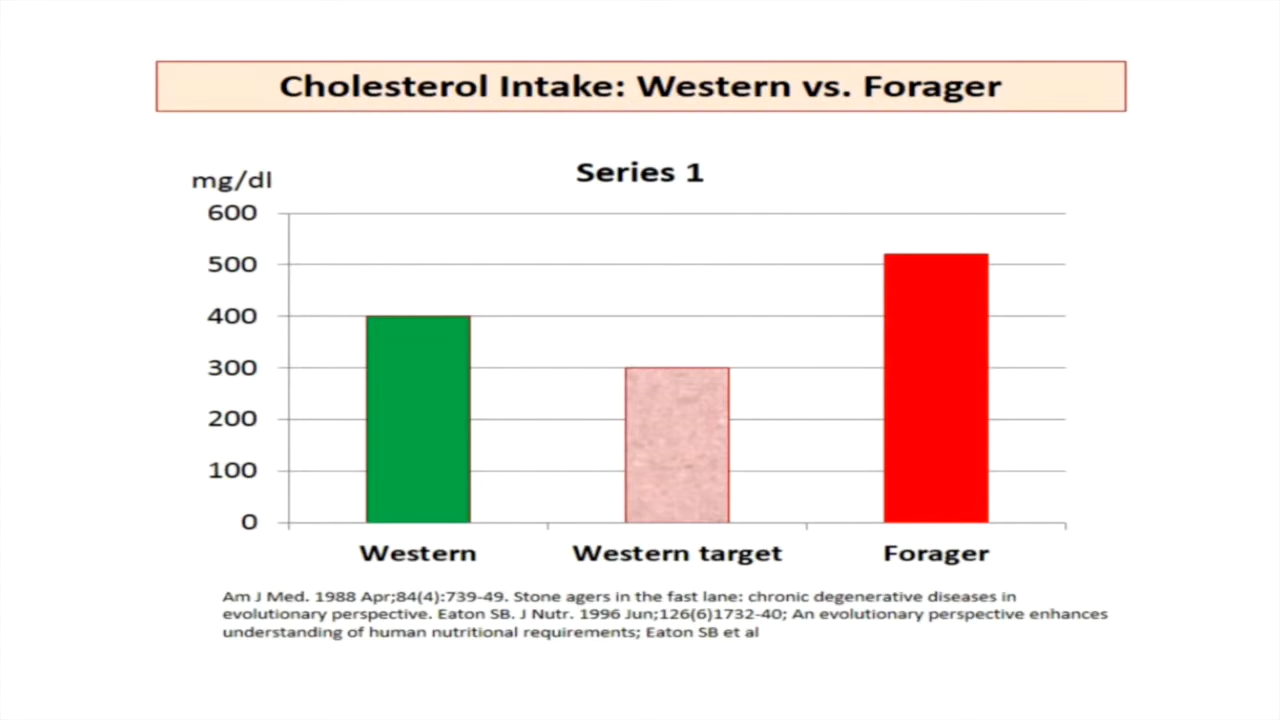 Cholesterol Intake: Western vs. Forager
Series 1
mg/dl
600
500
400
300
200
100
0
Western
Western target
Forager
Am J Med. 1988 Apr;84(4):739-49. Stone agers in the fast lane: chronic degenerative diseases in
evolutionary perspective. Eaton SB. J Nutr. 1996 Jun;126(6)1732-40; An evolutionary perspective enhances
understanding of human nutritional requirements; Eaton SB et al